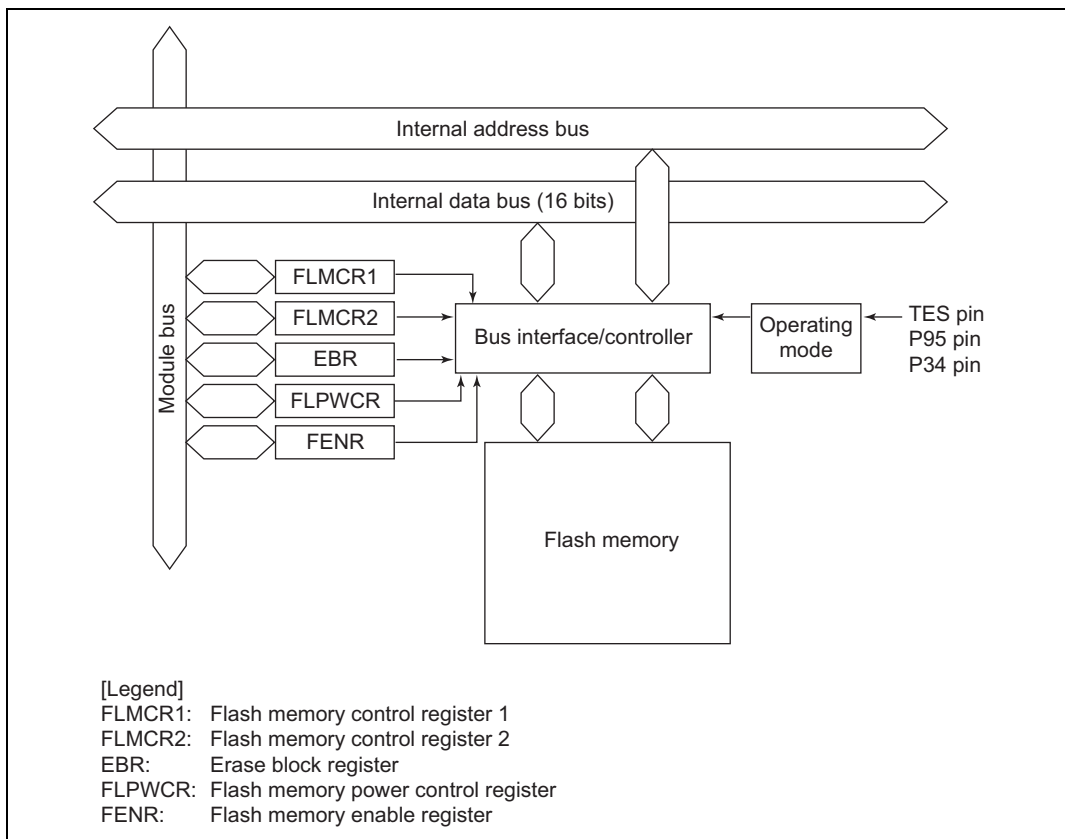 Internal address bus
Internal data bus (16 bits)
Module bus
FLMCR1
FLMCR2
EBR
FLPWCR
FENR
Bus interface/controller
Operating
mode
TES pin
P95 pin
P34 pin
Flash memory
[Legend]
FLMCR1: Flash memory control register 1
FLMCR2: Flash memory control register 2
EBR: Erase block register
FLPWCR: Flash memory power control register
FENR: Flash memory enable register